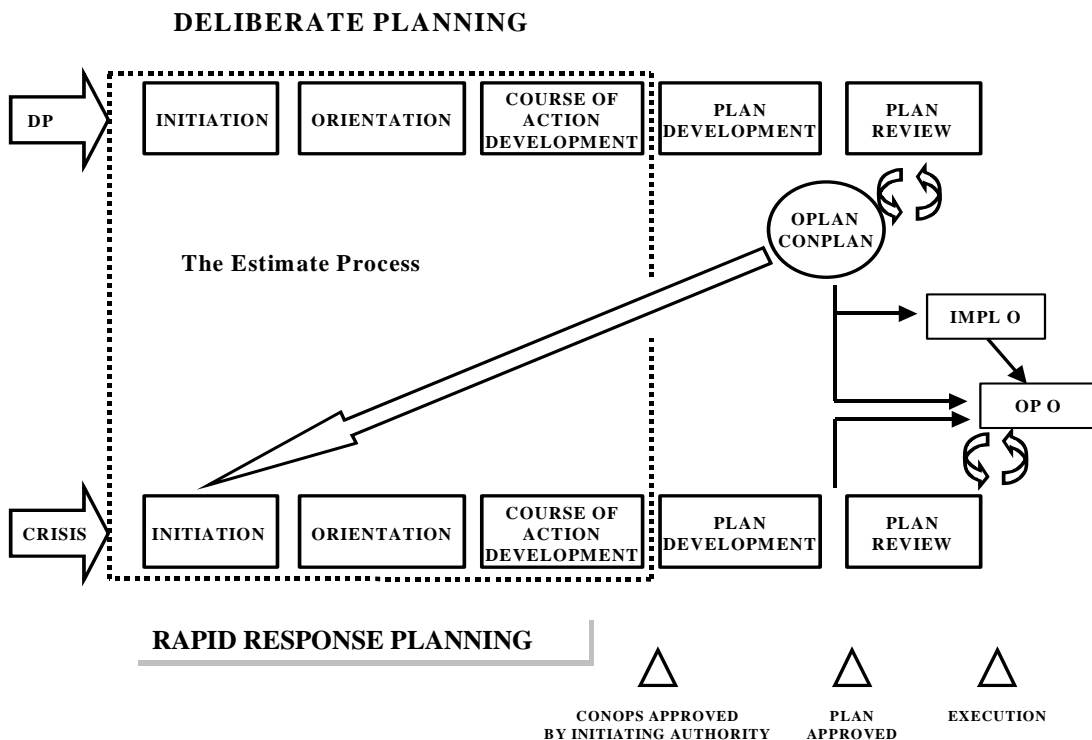 DELIBERATE PLANNING
DP
INITIATION
ORIENTATION
COURSE OF
ACTION
DEVELOPMENT
PLAN
DEVELOPMENT
PLAN
REVIEW
OPLAN
CONPLAN
The Estimate Process
IMPL O
OP O
CRISIS
INITIATION
ORIENTATION
COURSE OF
ACTION
DEVELOPMENT
PLAN
DEVELOPMENT
PLAN
REVIEW
RAPID RESPONSE PLANNING
CONOPS APPROVED
BY INITIATING AUTHORITY
PLAN
APPROVED
EXECUTION